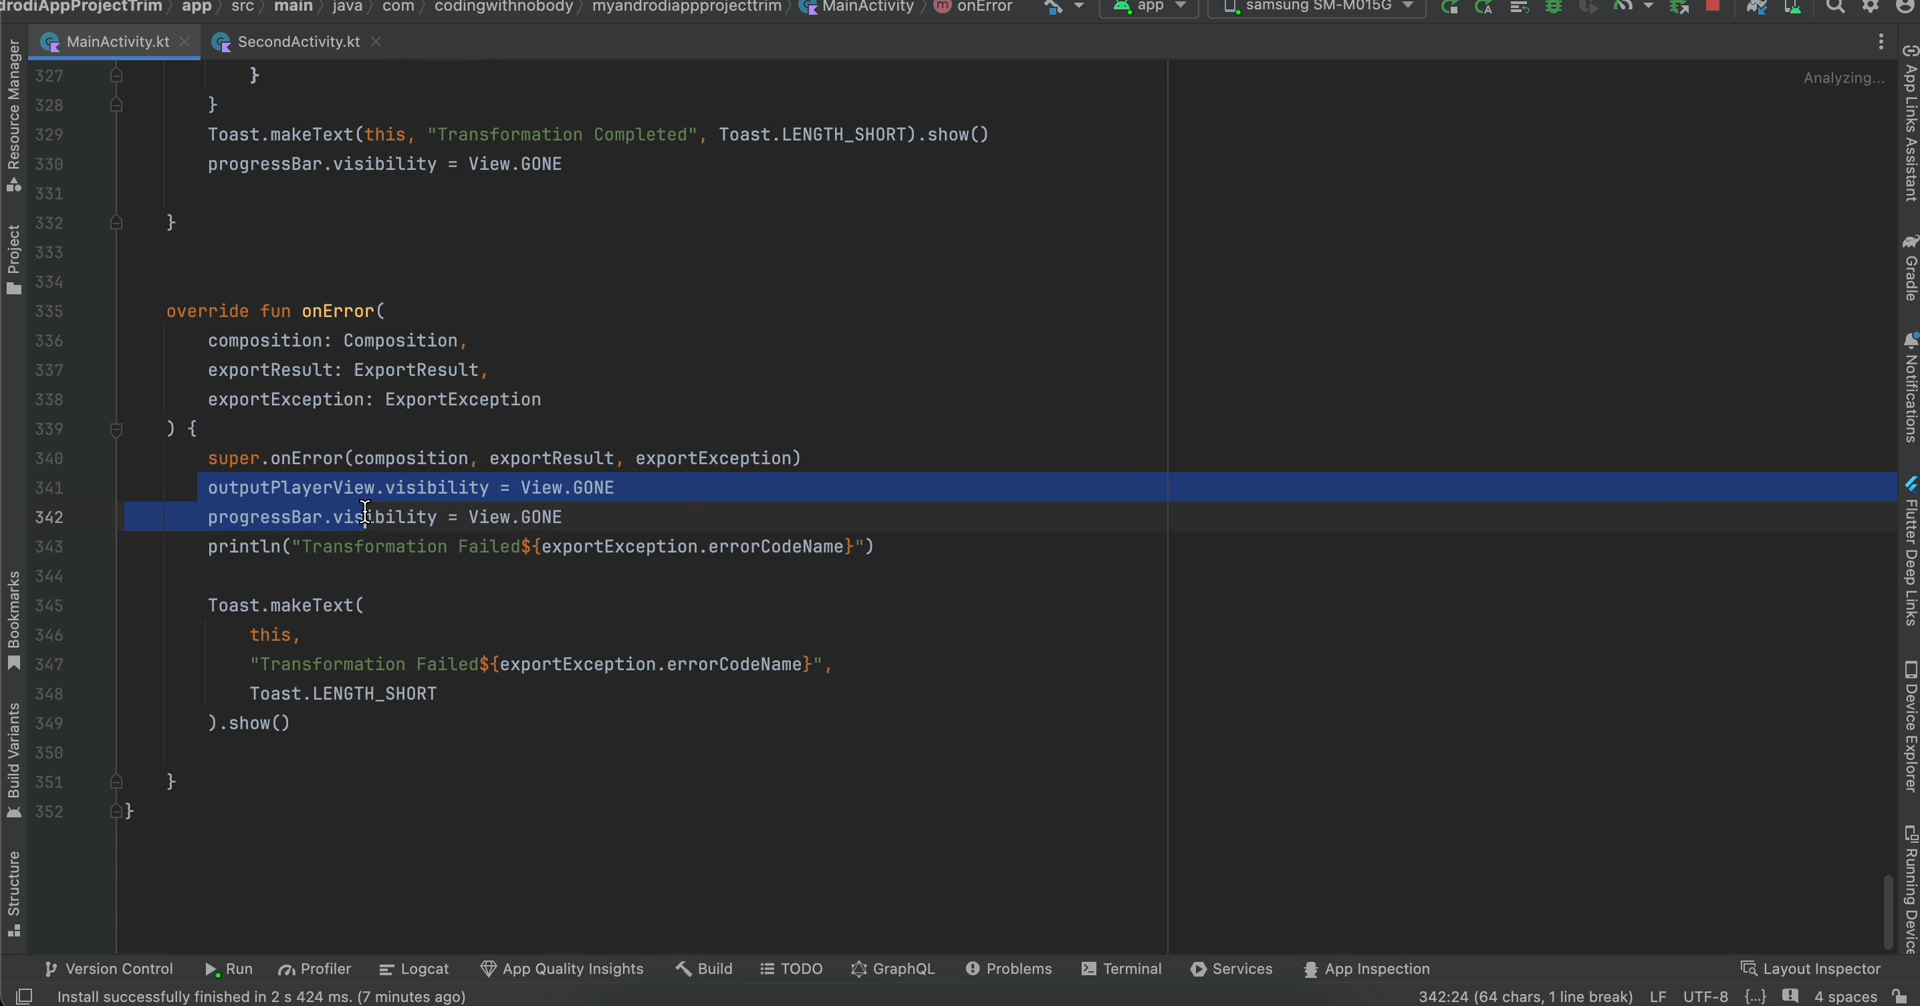 drodiAppProjectTrim › app › src › main › java › com › codingwithnobody › myandrodiappprojecttrim › MainActivity › onError
app
samsung SM-M015G
MainActivity.kt
SecondActivity.kt
Analyzing...
327 }
328 }
329 Toast.makeText(this, "Transformation Completed", Toast.LENGTH_SHORT).show()
330 progressBar.visibility = View.GONE
331
332 }
333
334
335 override fun onError(
336 composition: Composition,
337 exportResult: ExportResult,
338 exportException: ExportException
339 ) {
340 super.onError(composition, exportResult, exportException)
341 outputPlayerView.visibility = View.GONE
342 progressBar.visibility = View.GONE
343 println("Transformation Failed${exportException.errorCodeName}")
344
345 Toast.makeText(
346 this,
347 "Transformation Failed${exportException.errorCodeName}",
348 Toast.LENGTH_SHORT
349 ).show()
350
351 }
352 }
Resource Manager
Project
Bookmarks
Build Variants
Structure
App Links Assistant
Gradle
Notifications
Flutter Deep Links
Device Explorer
Running Device
Version Control
Run
Profiler
Logcat
App Quality Insights
Build
TODO
GraphQL
Problems
Terminal
Services
App Inspection
Layout Inspector
Install successfully finished in 2 s 424 ms. (7 minutes ago)
342:24 (64 chars, 1 line break)
LF
UTF-8
{...}
4 spaces